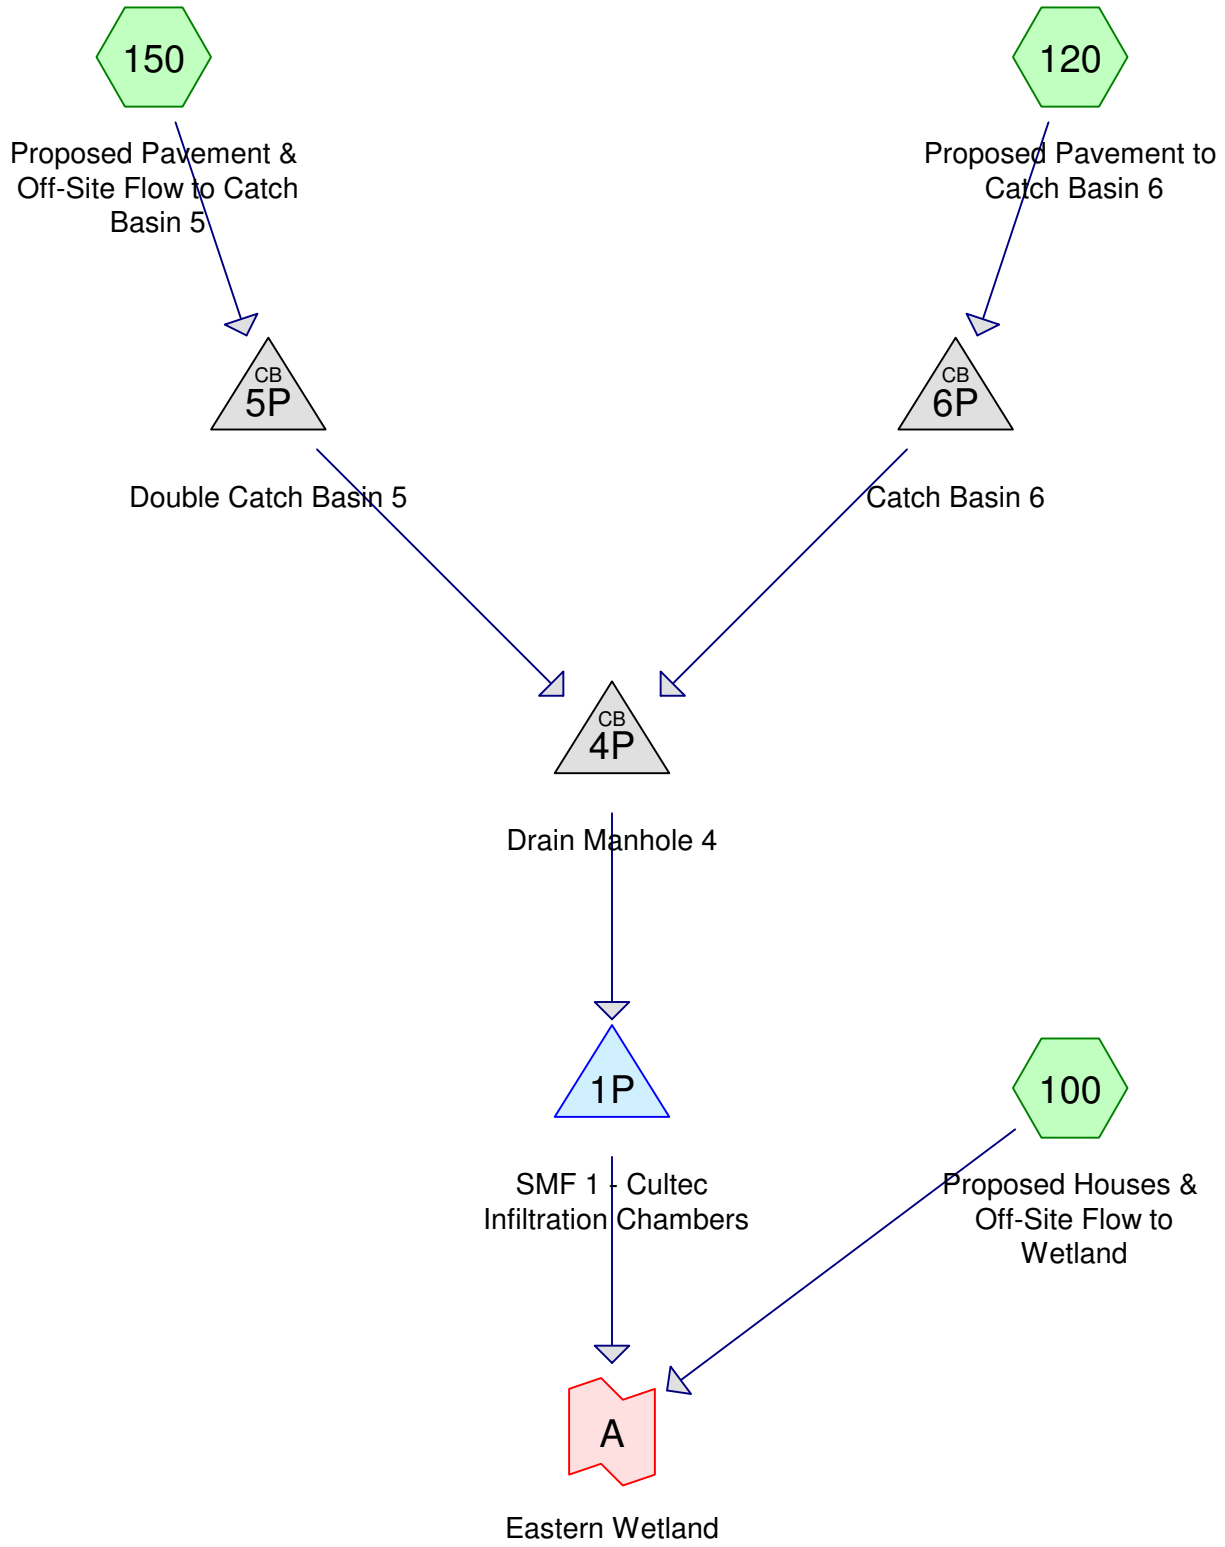 150
Proposed Pavement &
Off-Site Flow to Catch
Basin 5
120
Proposed Pavement to
Catch Basin 6
CB
5P
Double Catch Basin 5
CB
6P
Catch Basin 6
CB
4P
Drain Manhole 4
1P
SMF 1 - Cultec
Infiltration Chambers
100
Proposed Houses &
Off-Site Flow to
Wetland
A
Eastern Wetland